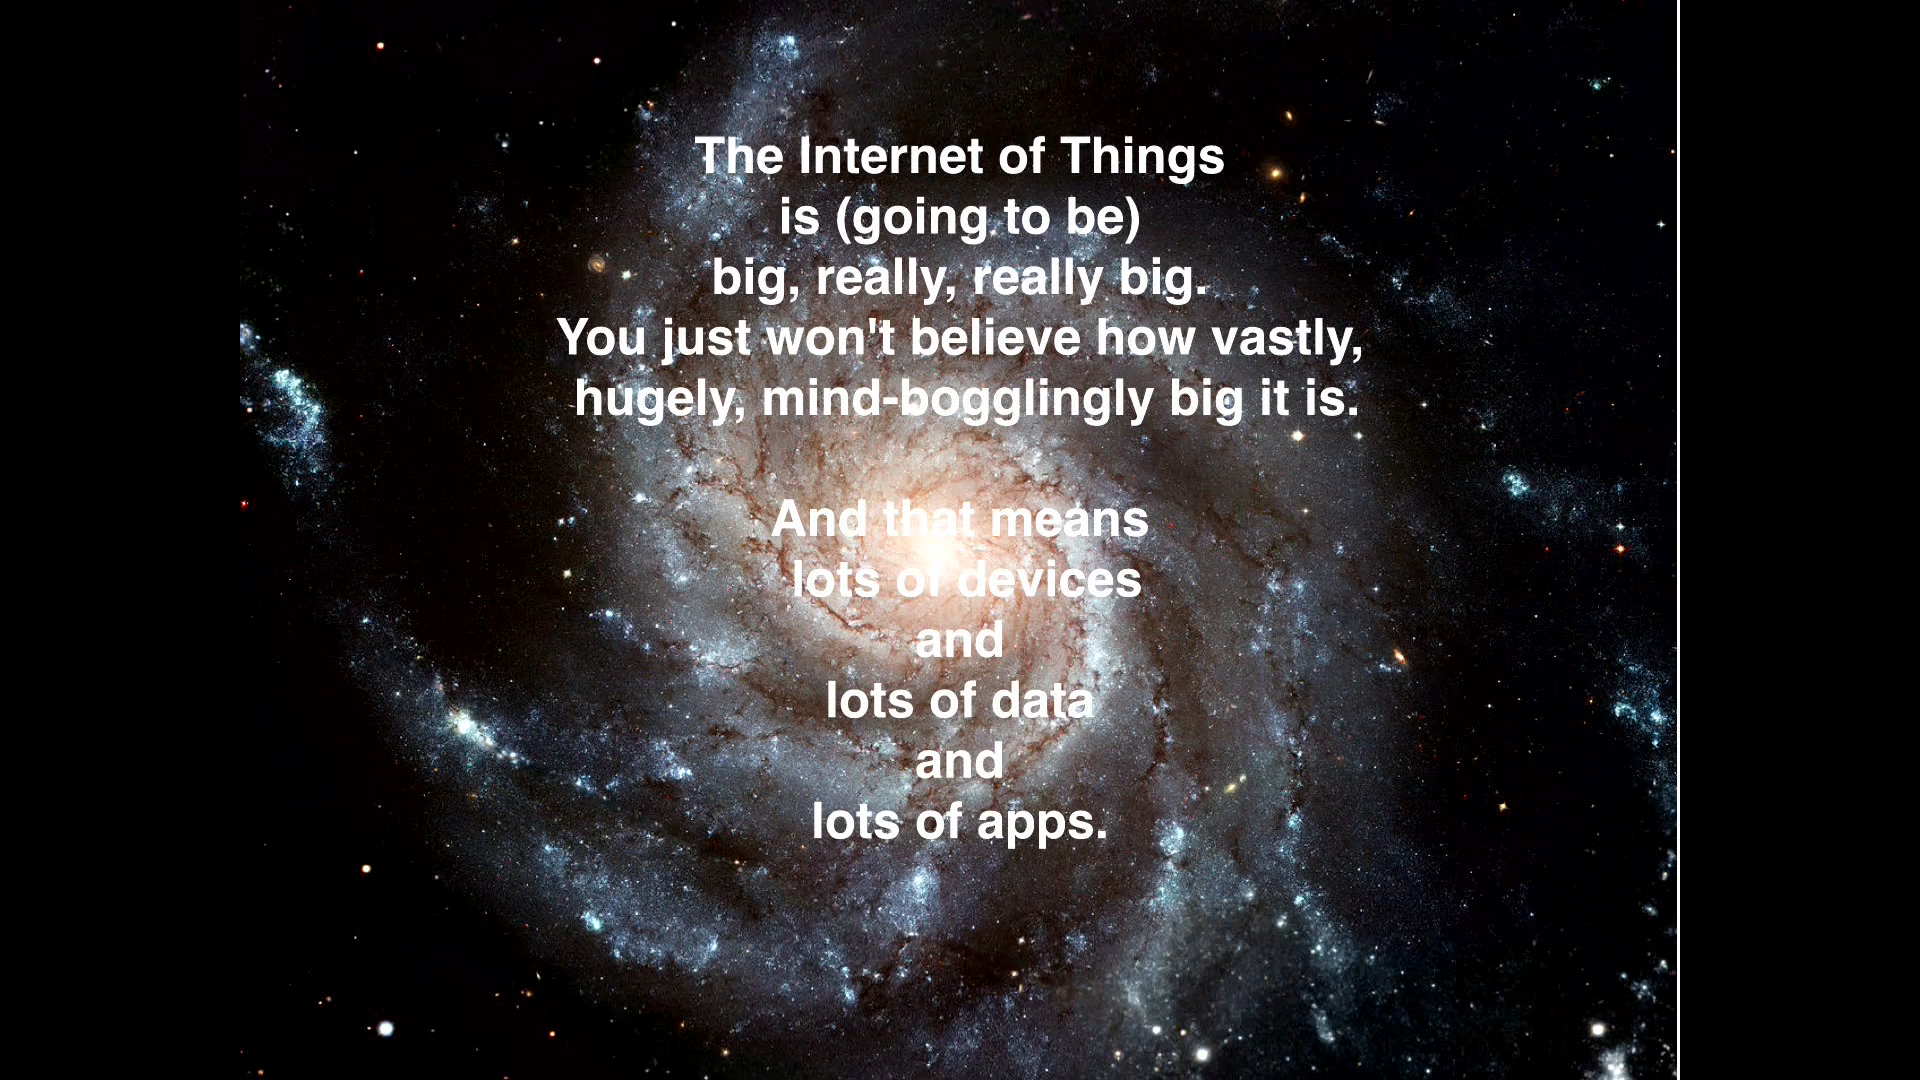 The Internet of Things
is (going to be)
big, really, really big.
You just won't believe how vastly,
hugely, mind-bogglingly big it is.
And that means
lots of devices
and
lots of data
and
lots of apps.